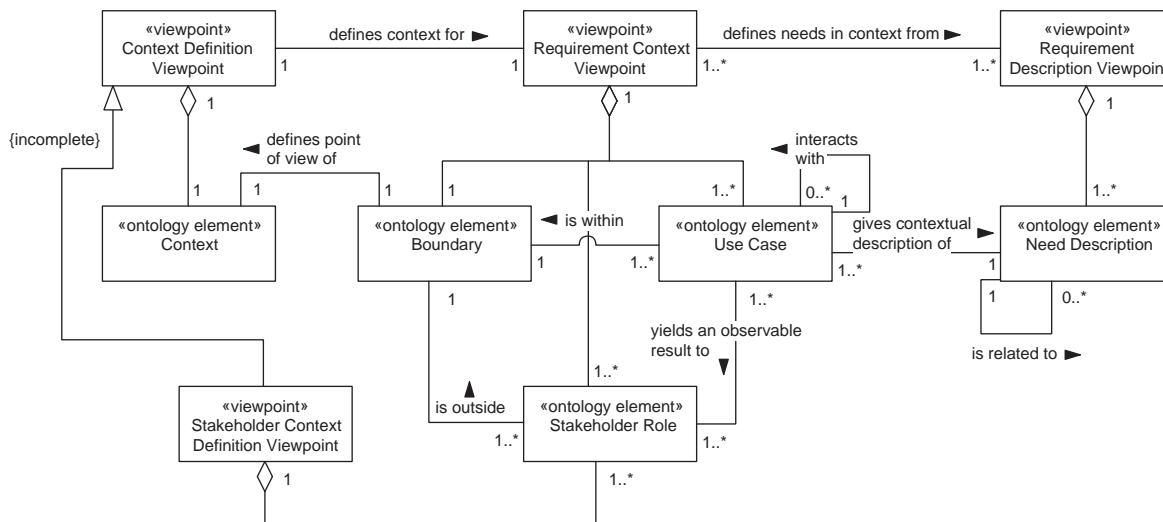 «viewpoint»
Context Definition
Viewpoint
defines context for
1
1
«viewpoint»
Requirement Context
Viewpoint
defines needs in context from
1..*
1..*
«viewpoint»
Requirement
Description Viewpoint
1
1
1
{incomplete}
defines point
of view of
interacts
with
1
1
1
1
1..*
0..*
1
1..*
«ontology element»
Context
«ontology element»
Boundary
is within
1
1..*
«ontology element»
Use Case
gives contextual
description of
1..*
1
«ontology element»
Need Description
1
0..*
is related to
1
1..*
yields an observable
result to
is outside
1..*
1..*
1..*
«viewpoint»
Stakeholder Context
Definition Viewpoint
«ontology element»
Stakeholder Role
1
1..*